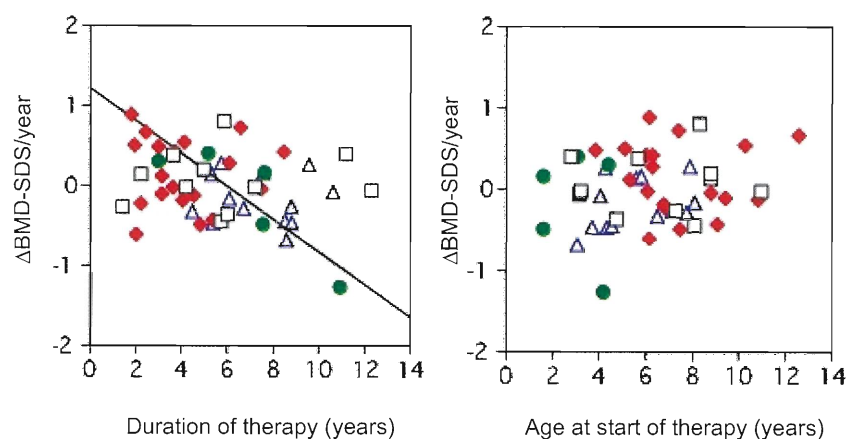 2
1
0
-1
-2
ΔBMD-SDS/year
0 2 4 6 8 10 12 14
Duration of therapy (years)
2
1
0
-1
-2
ΔBMD-SDS/year
0 2 4 6 8 10 12 14
Age at start of therapy (years)